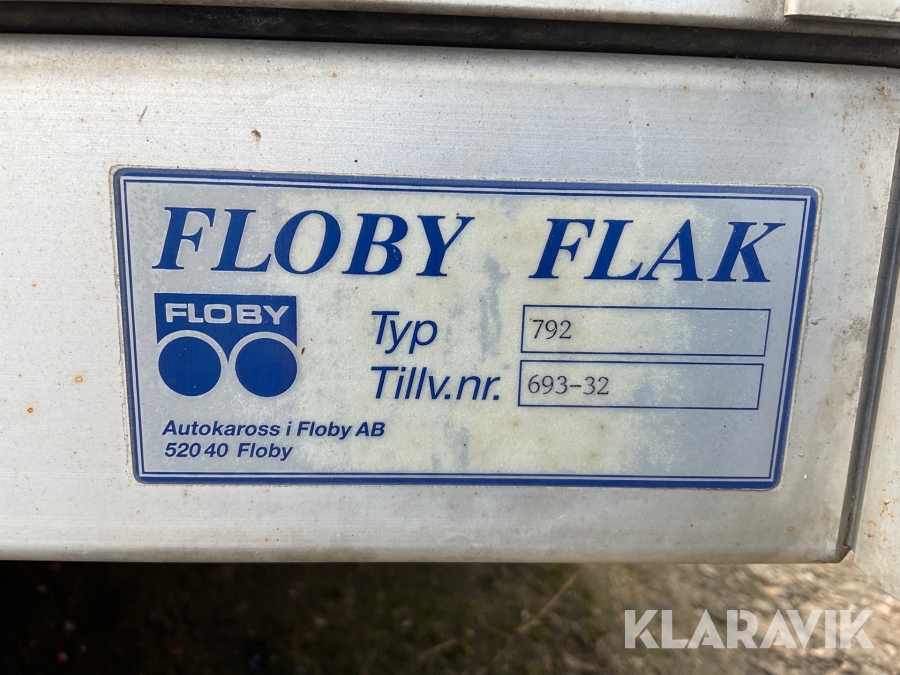 FLOBY FLAK
FLOBY
Typ 792
Tillv.nr. 693-32
Autokaross i Floby AB
520 40 Floby
KLARAVIK